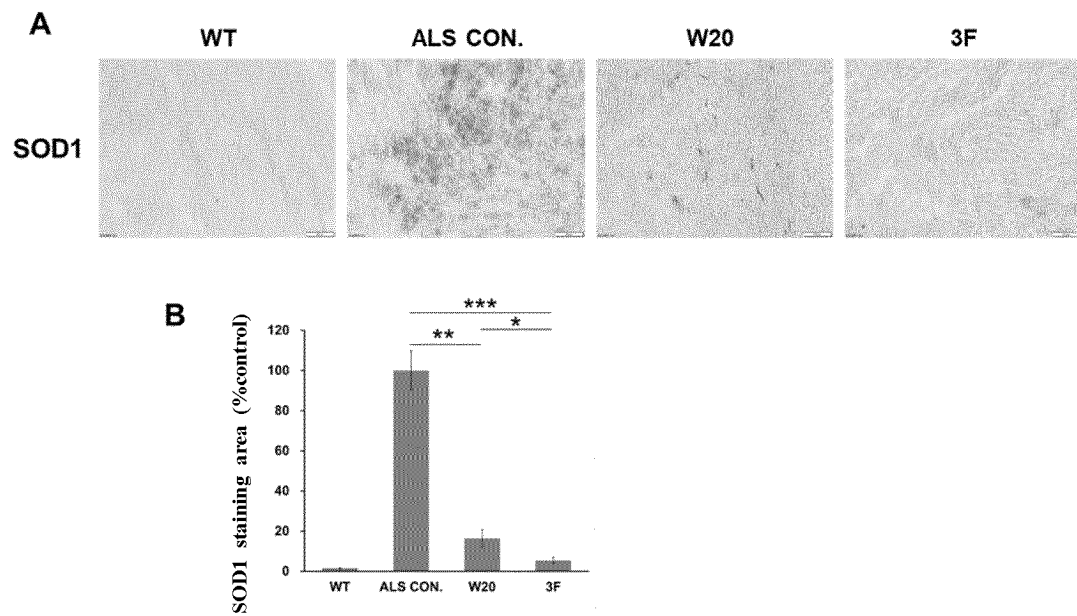 A
WT
ALS CON.
W20
3F
SOD1
B
SOD1 staining area (%control)
120
100
80
60
40
20
0
***
**
*
WT
ALS CON.
W20
3F